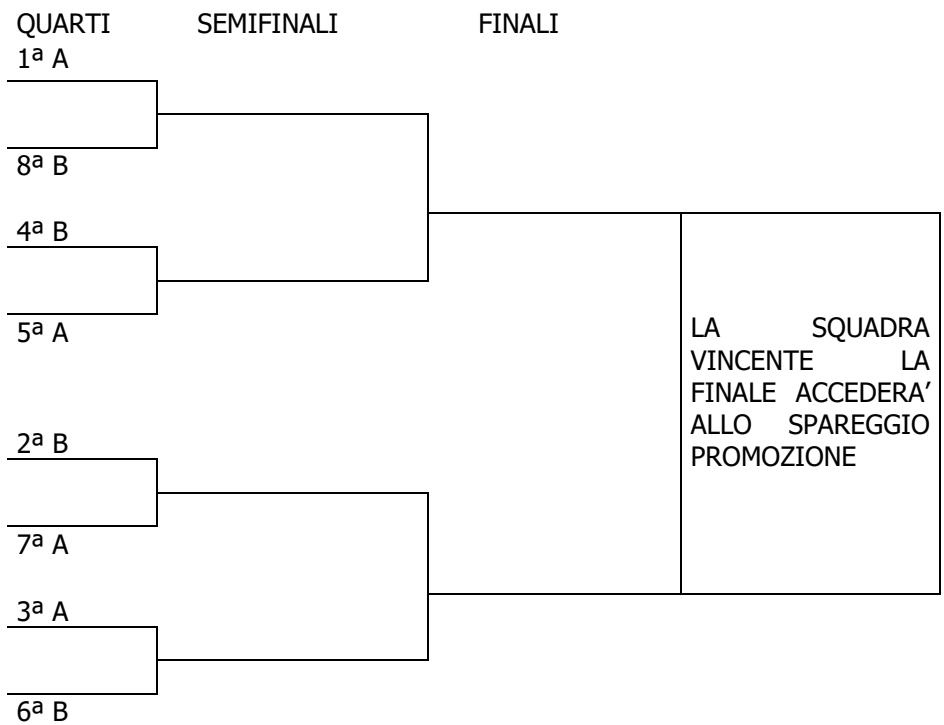 QUARTI SEMIFINALI FINALI
1ª A
8ª B
4ª B
5ª A
2ª B
7ª A
3ª A
6ª B
LA SQUADRA
VINCENTE LA
FINALE ACCEDERA’
ALLO SPAREGGIO
PROMOZIONE